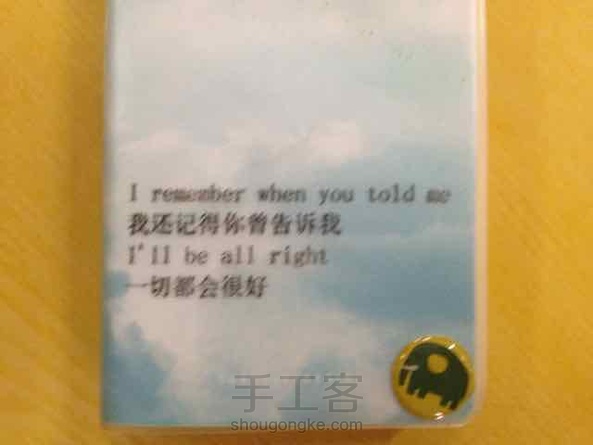 I remember when you told me
我还记得你曾告诉我
I'll be all right
一切都会很好
手工客
shougongke.com